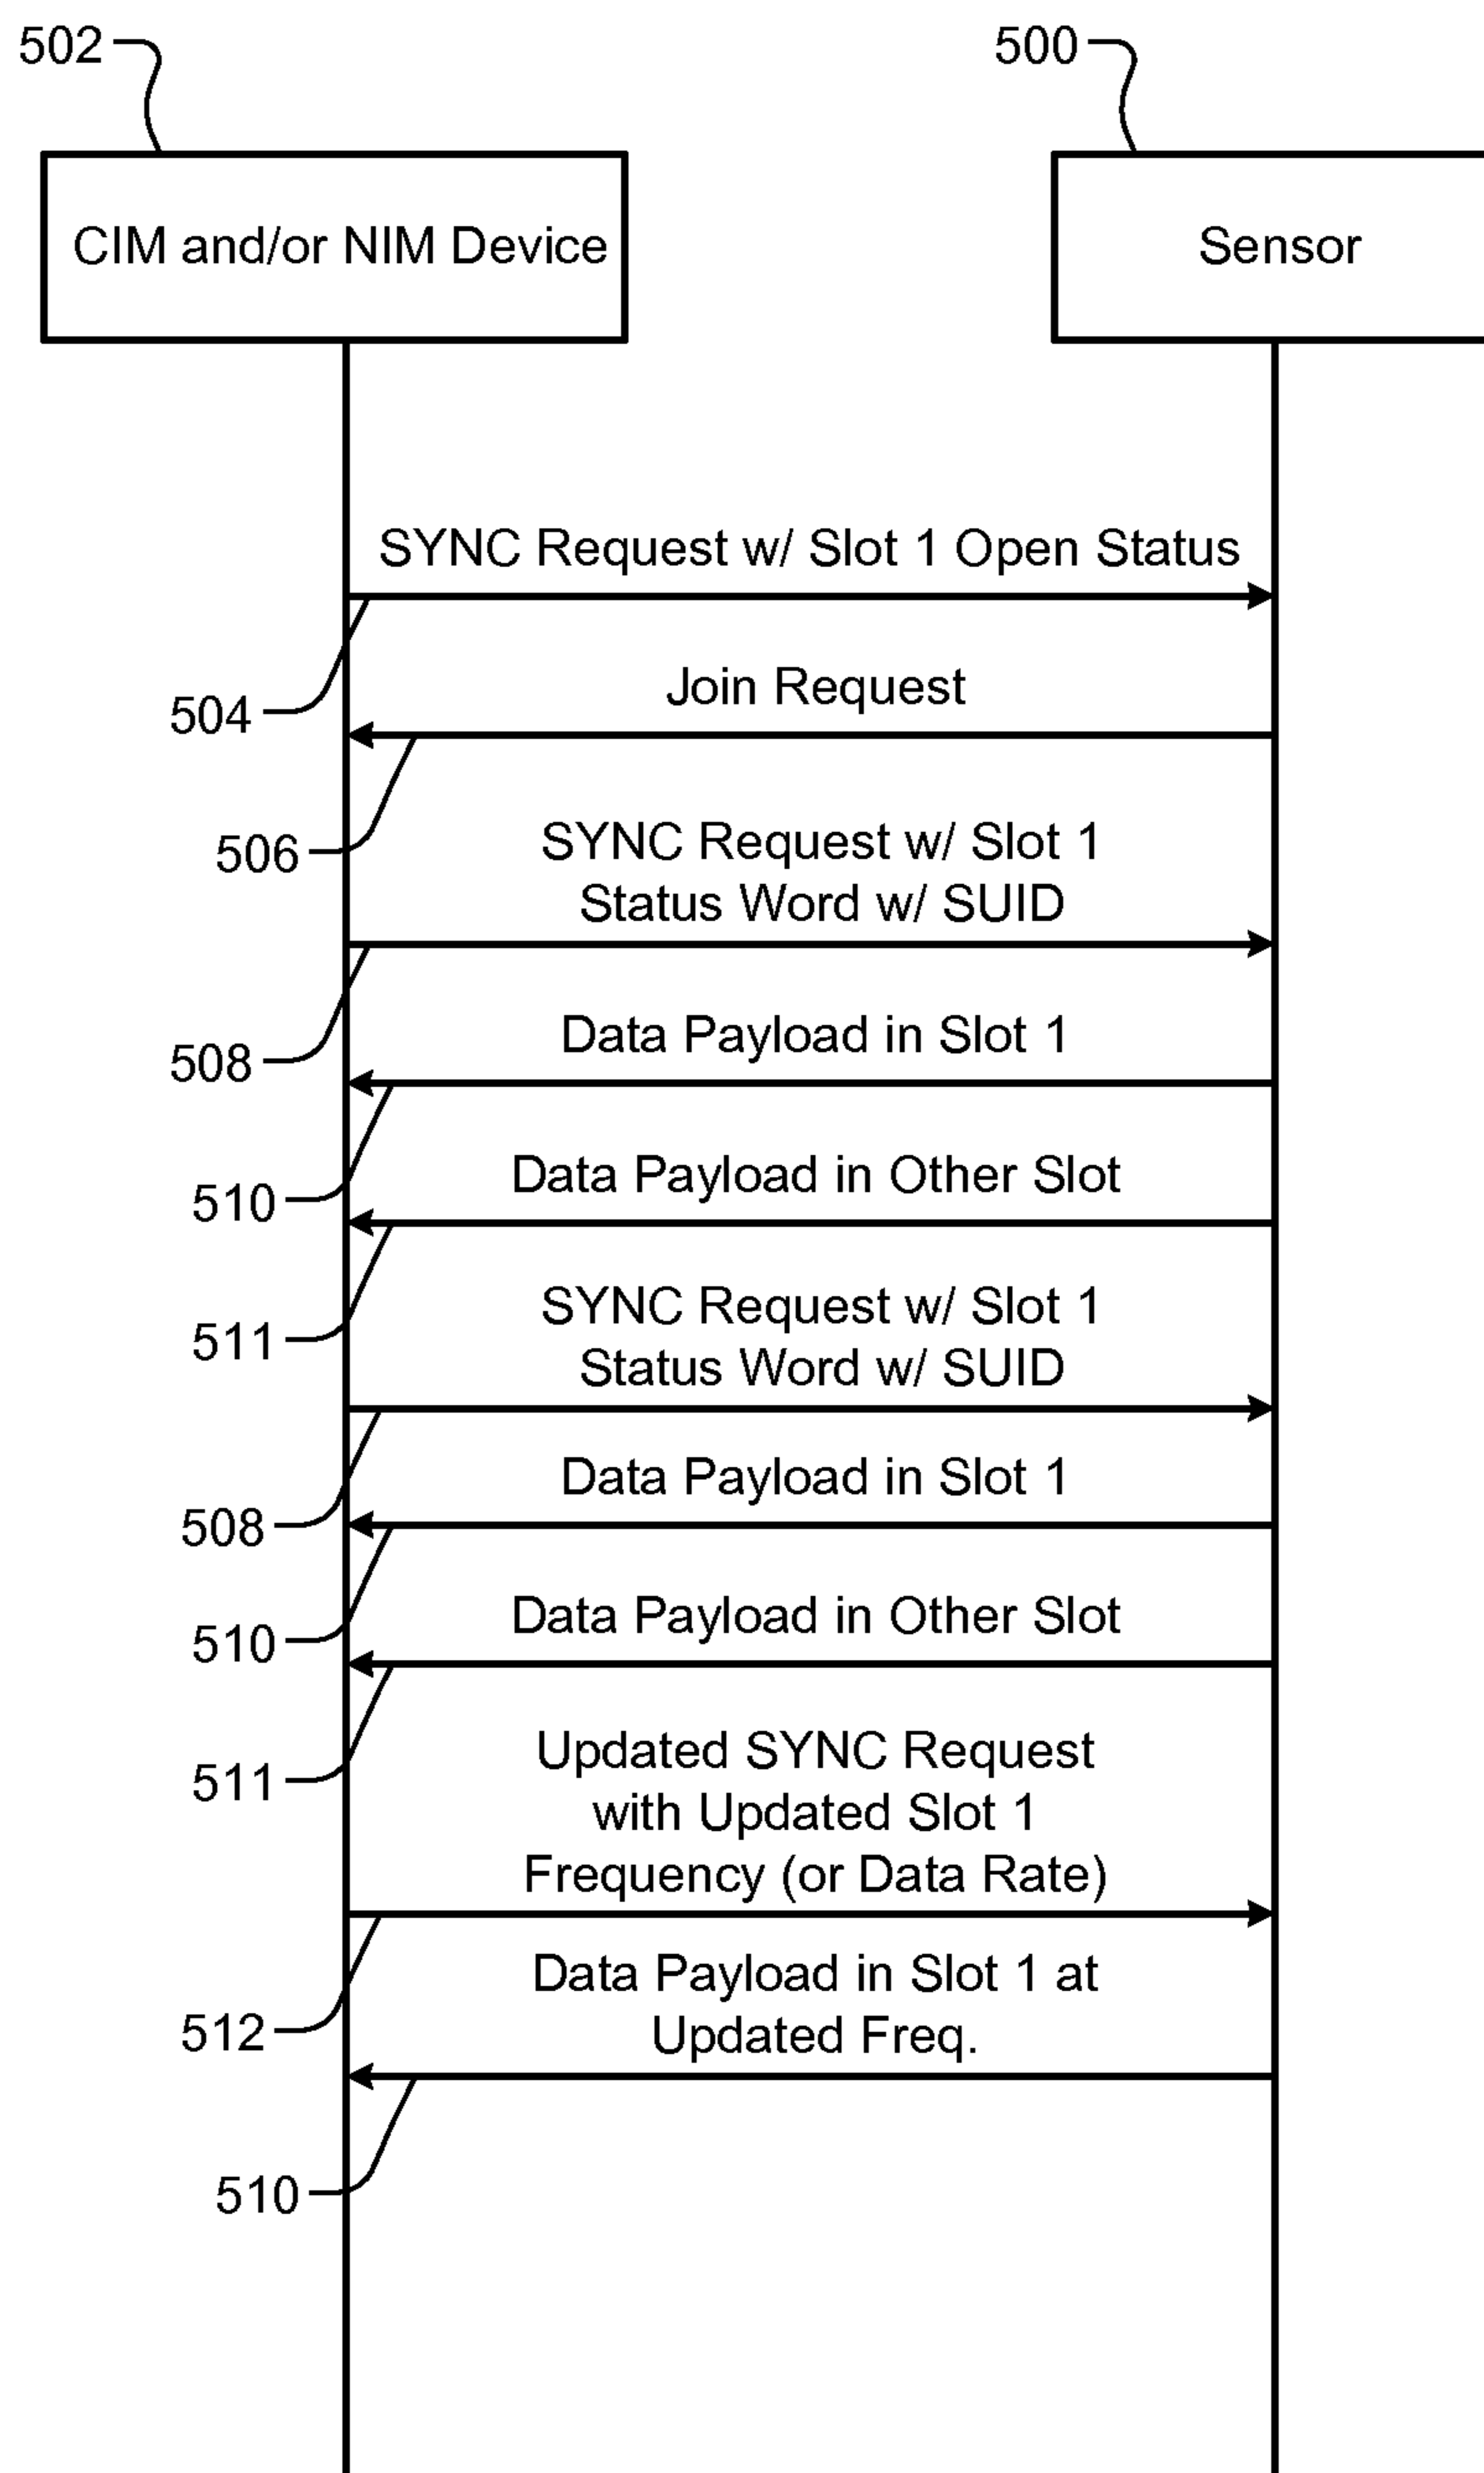 502
500
CIM and/or NIM Device
Sensor
SYNC Request w/ Slot 1 Open Status
504
Join Request
506
SYNC Request w/ Slot 1
Status Word w/ SUID
508
Data Payload in Slot 1
510
Data Payload in Other Slot
511
SYNC Request w/ Slot 1
Status Word w/ SUID
508
Data Payload in Slot 1
510
Data Payload in Other Slot
511
Updated SYNC Request
with Updated Slot 1
Frequency (or Data Rate)
512
Data Payload in Slot 1 at
Updated Freq.
510